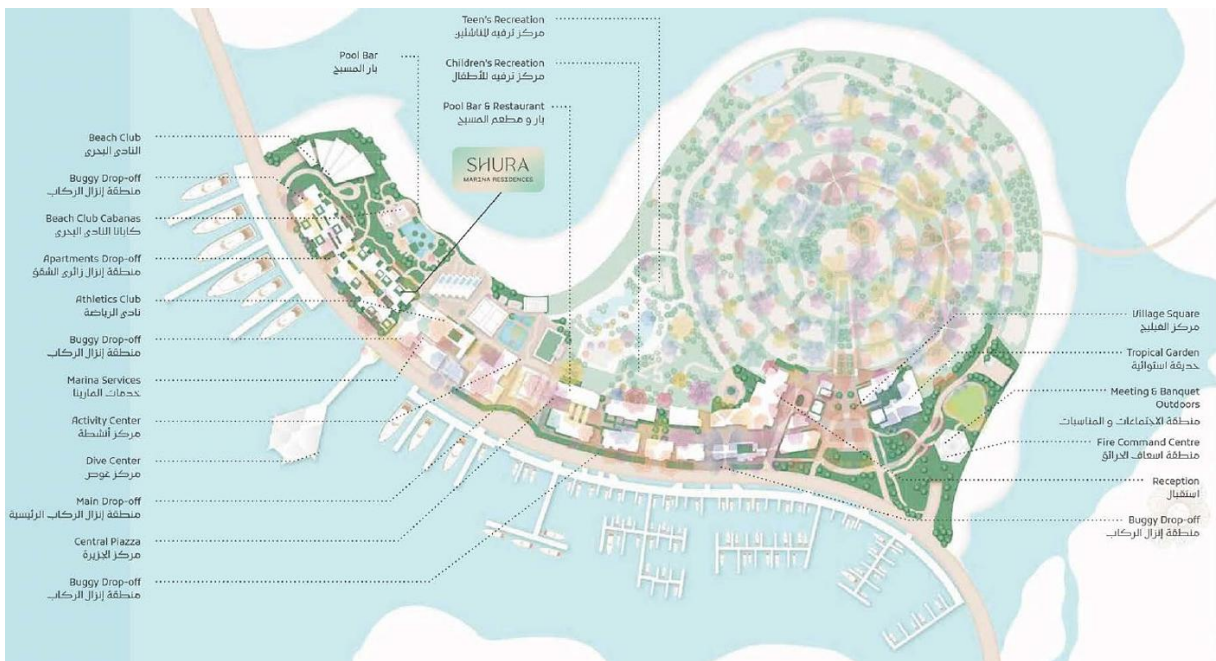 Teen's Recreation
مركز ترفيه للناشئين
Pool Bar
بار المسبح
Children's Recreation
مركز ترفيه للأطفال
Pool Bar & Restaurant
بار و مطعم المسبح
SHURA
MARINA RESIDENCES
Beach Club
النادي البحري
Buggy Drop-off
منطقة إنزال الركاب
Beach Club Cabanas
كابانا النادي البحري
Apartments Drop-off
منطقة إنزال زائري الشقق
Athletics Club
نادي الرياضة
Buggy Drop-off
منطقة إنزال الركاب
Marina Services
خدمات المارينا
Activity Center
مركز أنشطة
Dive Center
مركز غوص
Main Drop-off
منطقة إنزال الركاب الرئيسية
Central Piazza
مركز الجزيرة
Buggy Drop-off
منطقة إنزال الركاب
Village Square
مركز الفيليج
Tropical Garden
حديقة استوائية
Meeting & Banquet
Outdoors
منطقة الاجتماعات و المناسبات
Fire Command Centre
منطقة اسعاف الحرائق
Reception
استقبال
Buggy Drop-off
منطقة إنزال الركاب